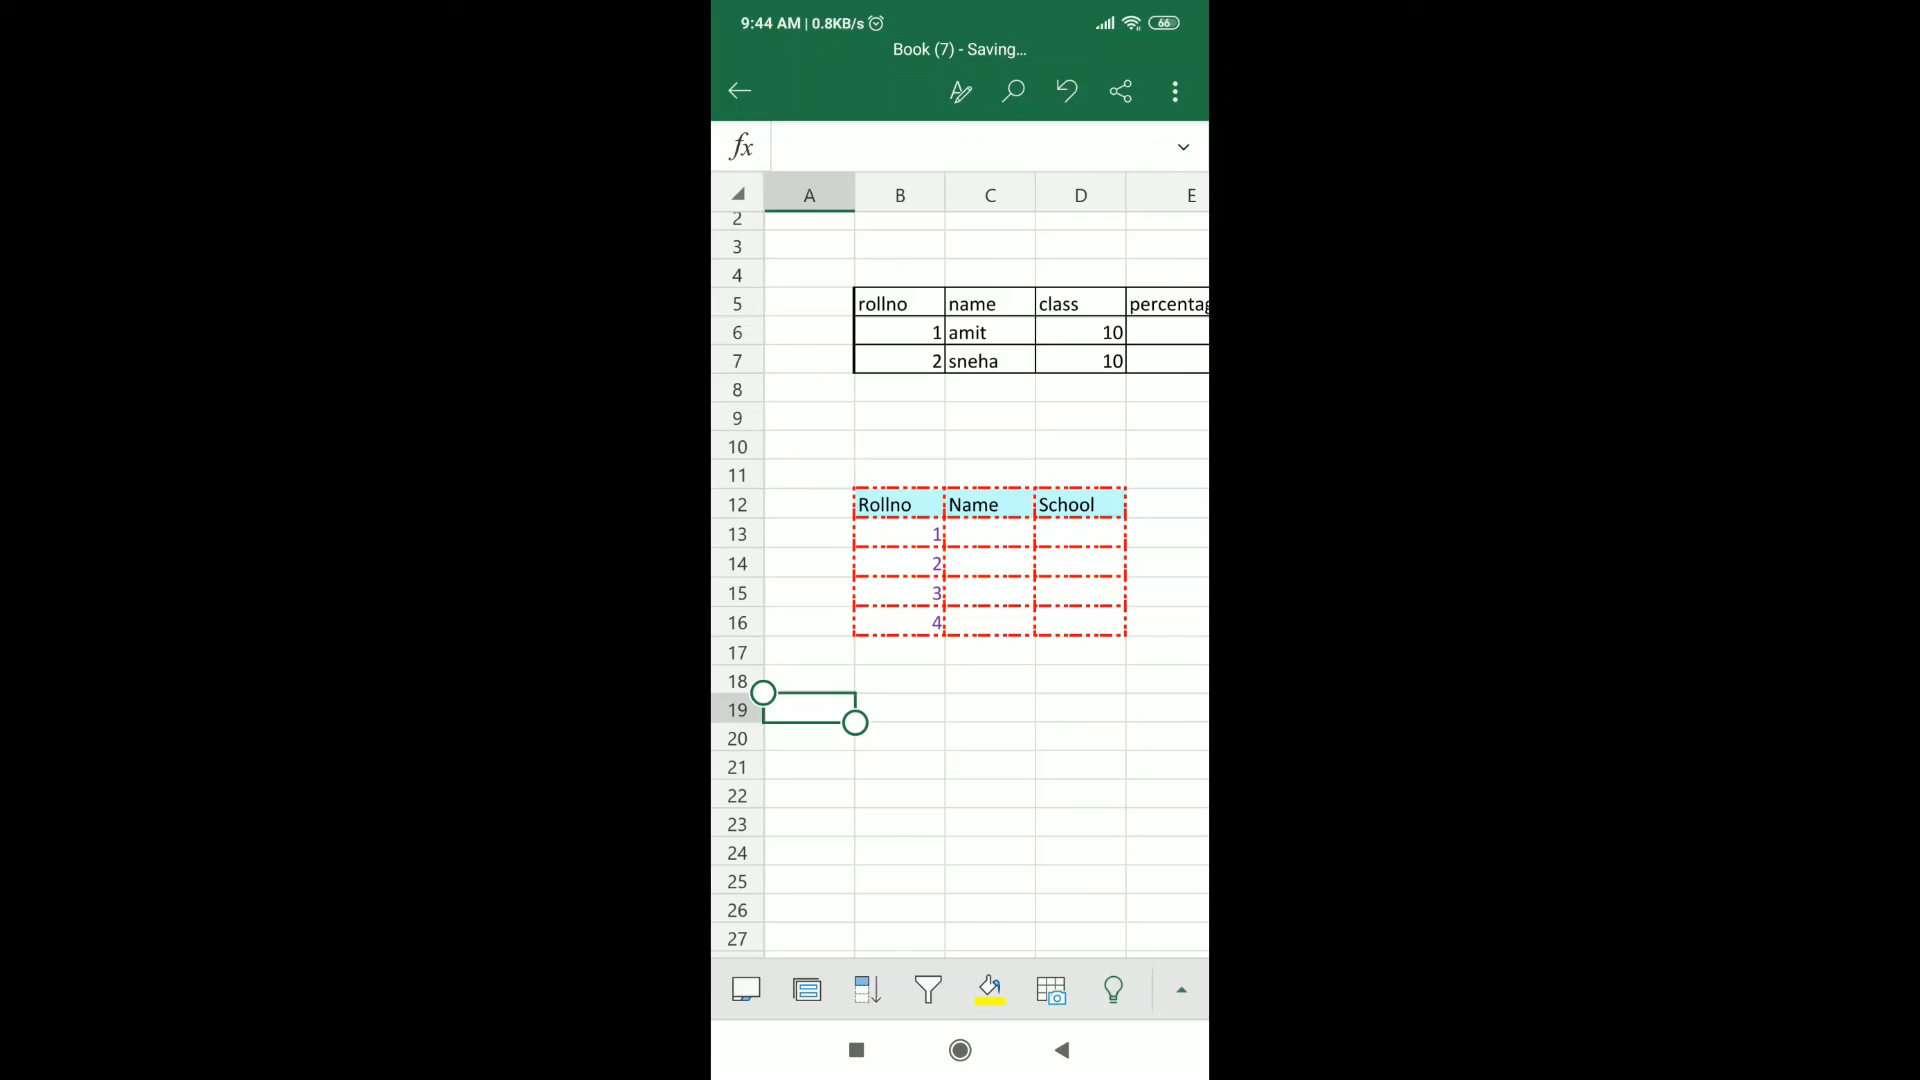 9:44 AM | 0.8KB/s 66
Book (7) - Saving...
fx
A B C D E
2
3
4
5 rollno name class percentag
6 1 amit 10
7 2 sneha 10
8
9
10
11
12 Rollno Name School
13 1
14 2
15 3
16 4
17
18
19
20
21
22
23
24
25
26
27